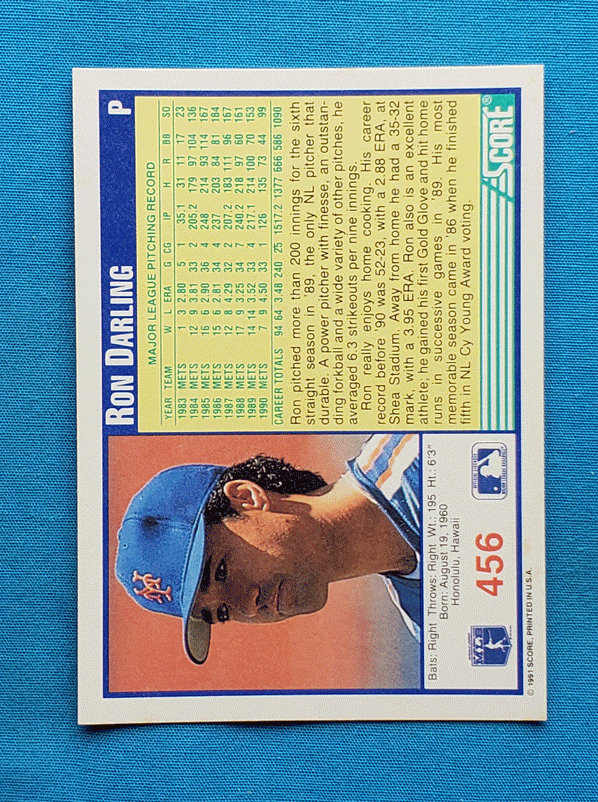 RON DARLING P
MAJOR LEAGUE PITCHING RECORD
YEAR TEAM W L ERA G CG IP H R BB SO
1983 METS 1 3 2.80 5 1 35.1 31 11 17 23
1984 METS 12 9 3.81 33 2 205.2 179 97 104 136
1985 METS 16 6 2.90 36 4 248 214 93 114 167
1986 METS 15 6 2.81 34 4 237 203 84 81 184
1987 METS 12 8 4.29 32 2 207.2 183 111 96 167
1988 METS 17 9 3.25 34 7 240.2 218 97 60 161
1989 METS 14 14 3.52 33 4 217.1 214 100 70 153
1990 METS 7 9 4.50 33 1 126 135 73 44 99
CAREER TOTALS 94 64 3.48 240 25 1517.2 1377 666 586 1090
Ron pitched more than 200 innings for the sixth
straight season in '89, the only NL pitcher that
durable. A power pitcher with finesse, an outstan-
ding forkball and a wide variety of other pitches, he
averaged 6.3 strikeouts per nine innings.
Ron really enjoys home cooking. His career
record before '90 was 52-23, with a 2.88 ERA, at
Shea Stadium. Away from home he had a 35-32
mark, with a 3.95 ERA. Ron also is an excellent
athlete; he gained his first Gold Glove and hit home
runs in successive games in '89. His most
memorable season came in '86 when he finished
fifth in NL Cy Young Award voting.
SCORE®
Bats: Right Throws: Right Wt.: 195 Ht.: 6'3"
Born: August 19, 1960
Honolulu, Hawaii
456
© 1991 SCORE, PRINTED IN U.S.A.